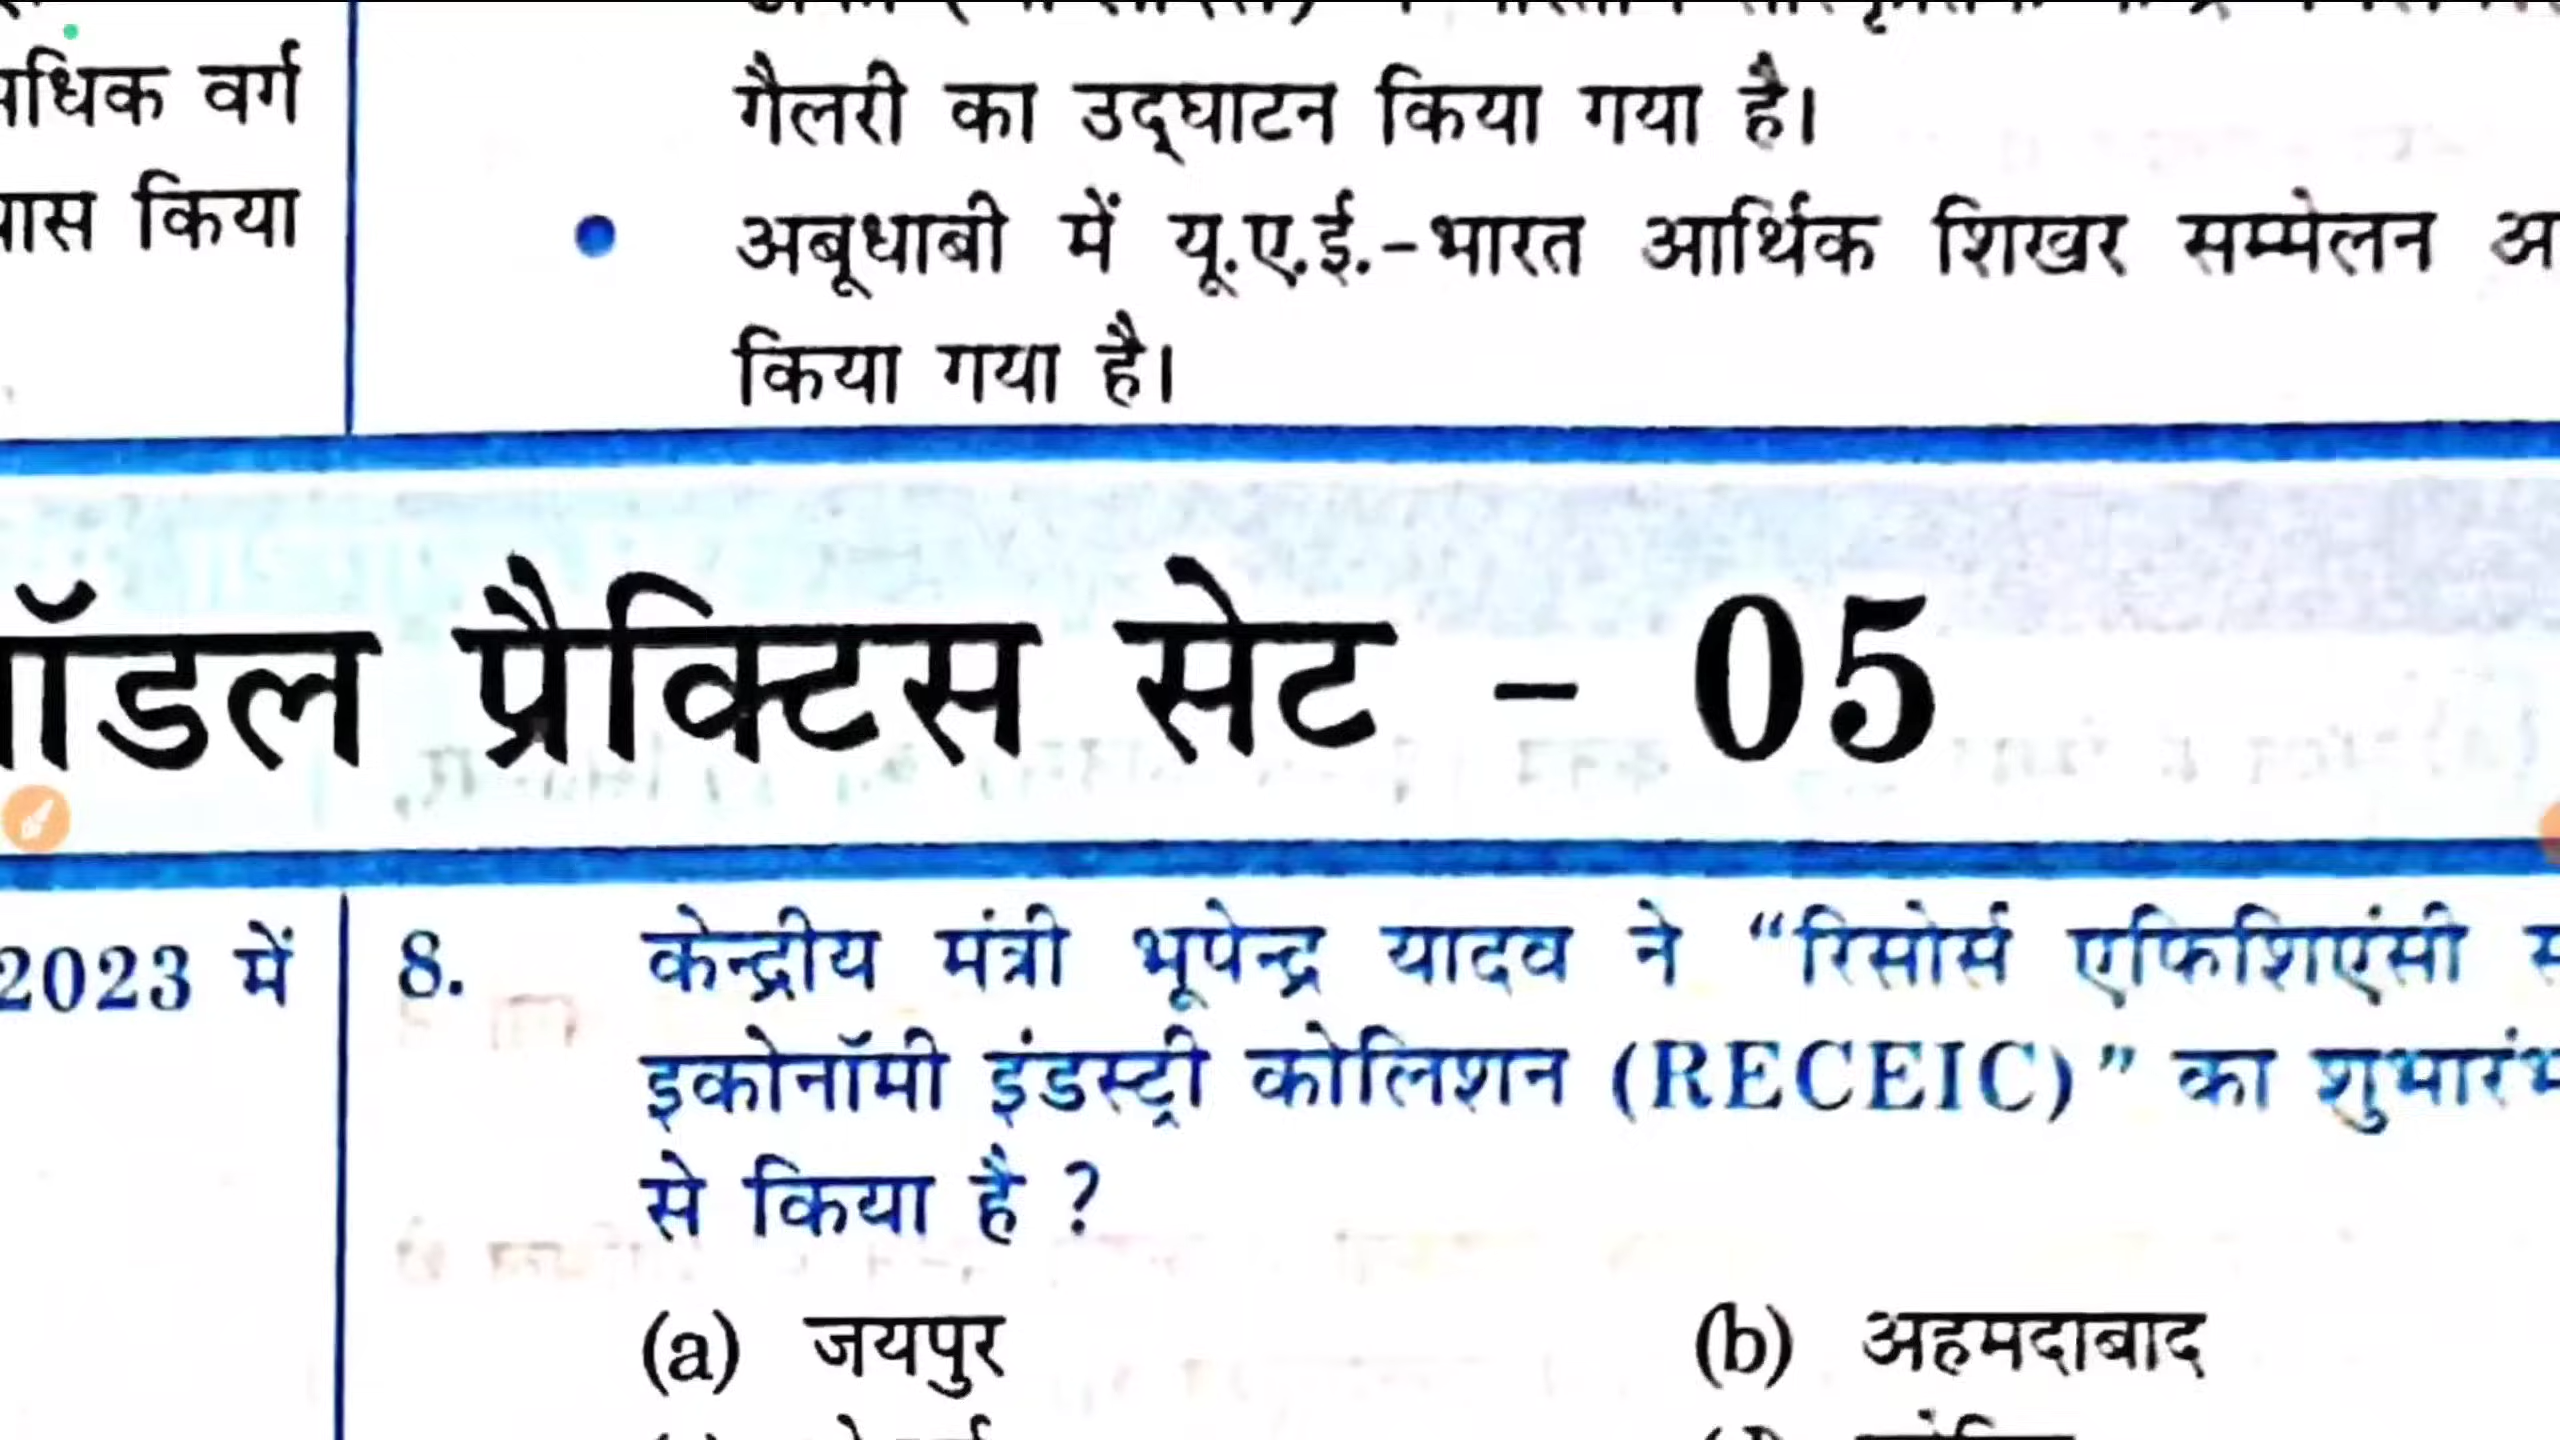 वर्ग
किया
गैलरी का उद्घाटन किया गया है।
• अबूधाबी में यू.ए.ई.-भारत आर्थिक शिखर सम्मेलन
किया गया है।
प्रैक्टिस सेट - 05
2023 में
8. केन्द्रीय मंत्री भूपेन्द्र यादव ने “रिसोर्स एफिशिएंसी
इकोनॉमी इंडस्ट्री कोलिशन (RECEIC)” का शुभारंभ
से किया है ?
(a) जयपुर (b) अहमदाबाद